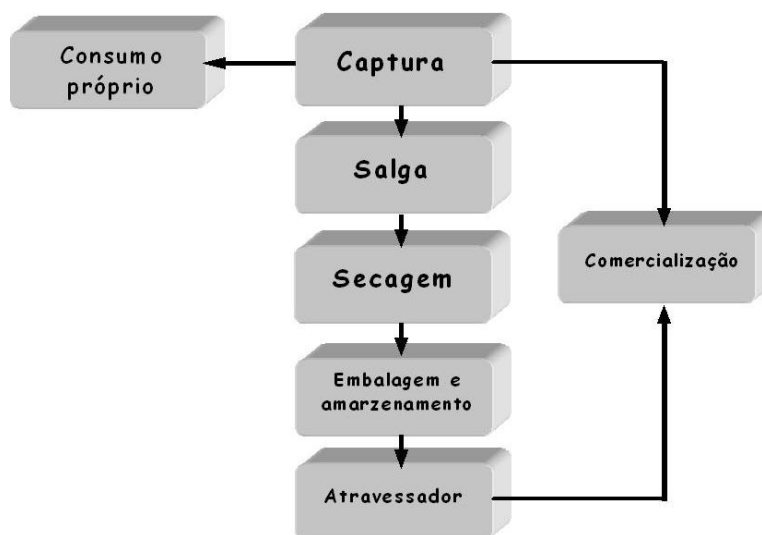 Consumo
próprio
Captura
Salga
Secagem
Embalagem e
amarzenamento
Atravessador
Comercialização